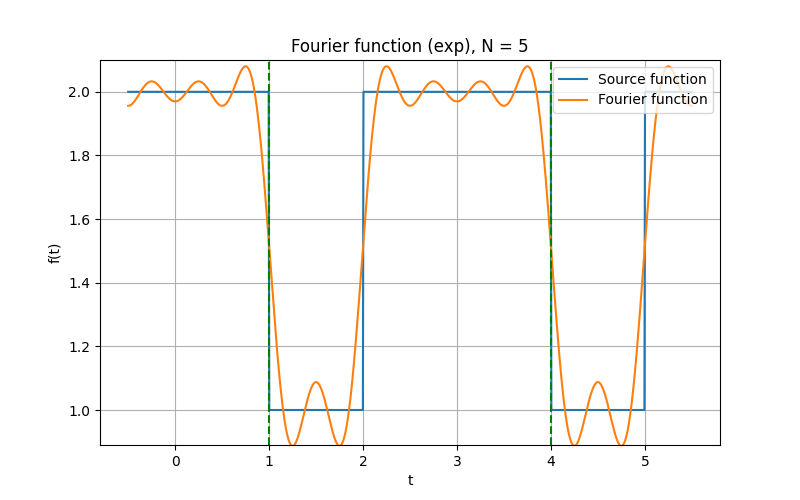 Fourier function (exp), N = 5
Source function
Fourier function
2.0
1.8
1.6
1.4
1.2
1.0
f(t)
0 1 2 3 4 5
t